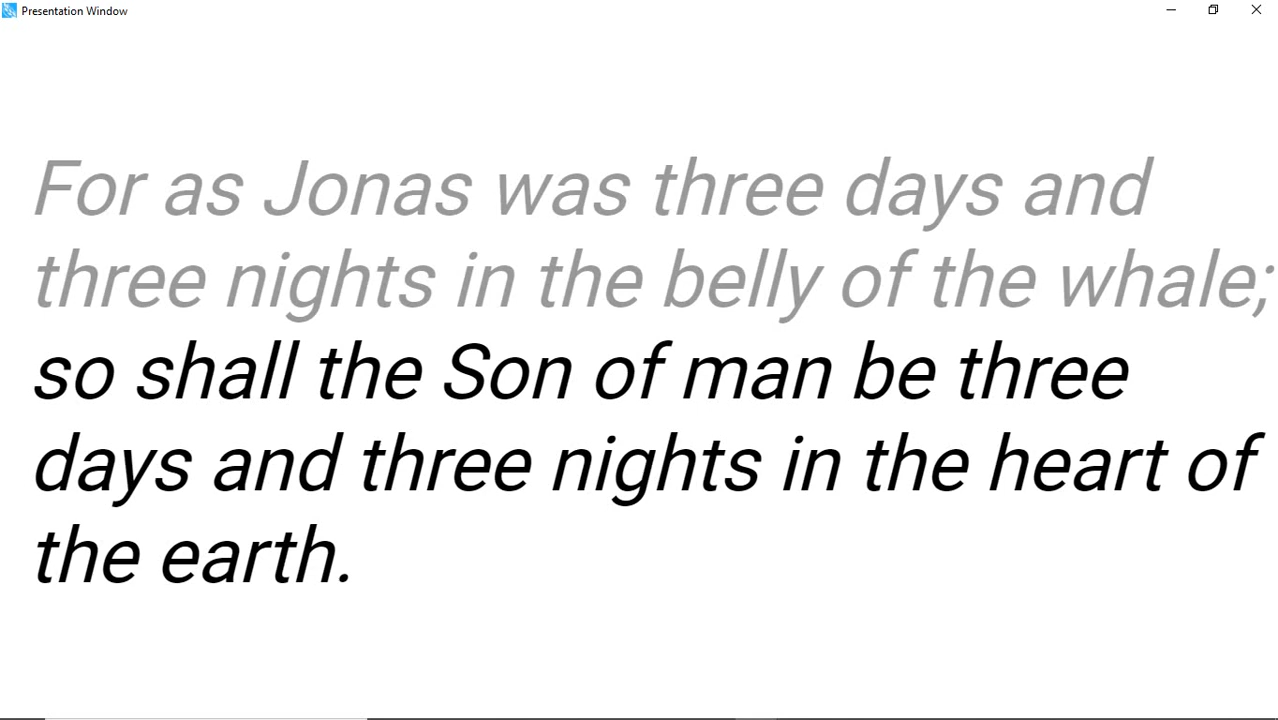 Presentation Window
For as Jonas was three days and
three nights in the belly of the whale;
so shall the Son of man be three
days and three nights in the heart of
the earth.